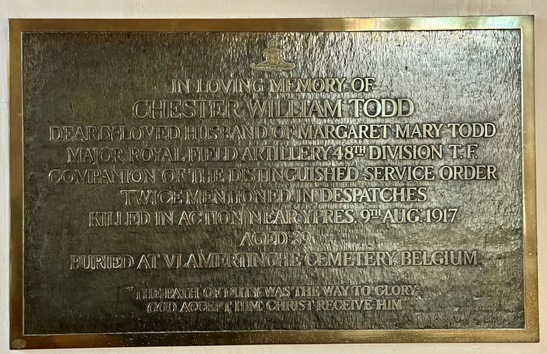 IN LOVING MEMORY OF
CHESTER WILLIAM TODD
DEARLY-LOVED HUSBAND OF MARGARET MARY TODD
MAJOR, ROYAL FIELD ARTILLERY, 48TH DIVISION T.F.
COMPANION OF THE DISTINGUISHED SERVICE ORDER
TWICE MENTIONED IN DESPATCHES
KILLED IN ACTION NEAR YPRES, 9TH AUG. 1917
AGED
BURIED AT VLAMERTINGHE CEMETERY, BELGIUM
"THE PATH OF DUTY WAS THE WAY TO GLORY
GOD ACCEPT HIM CHRIST RECEIVE HIM"